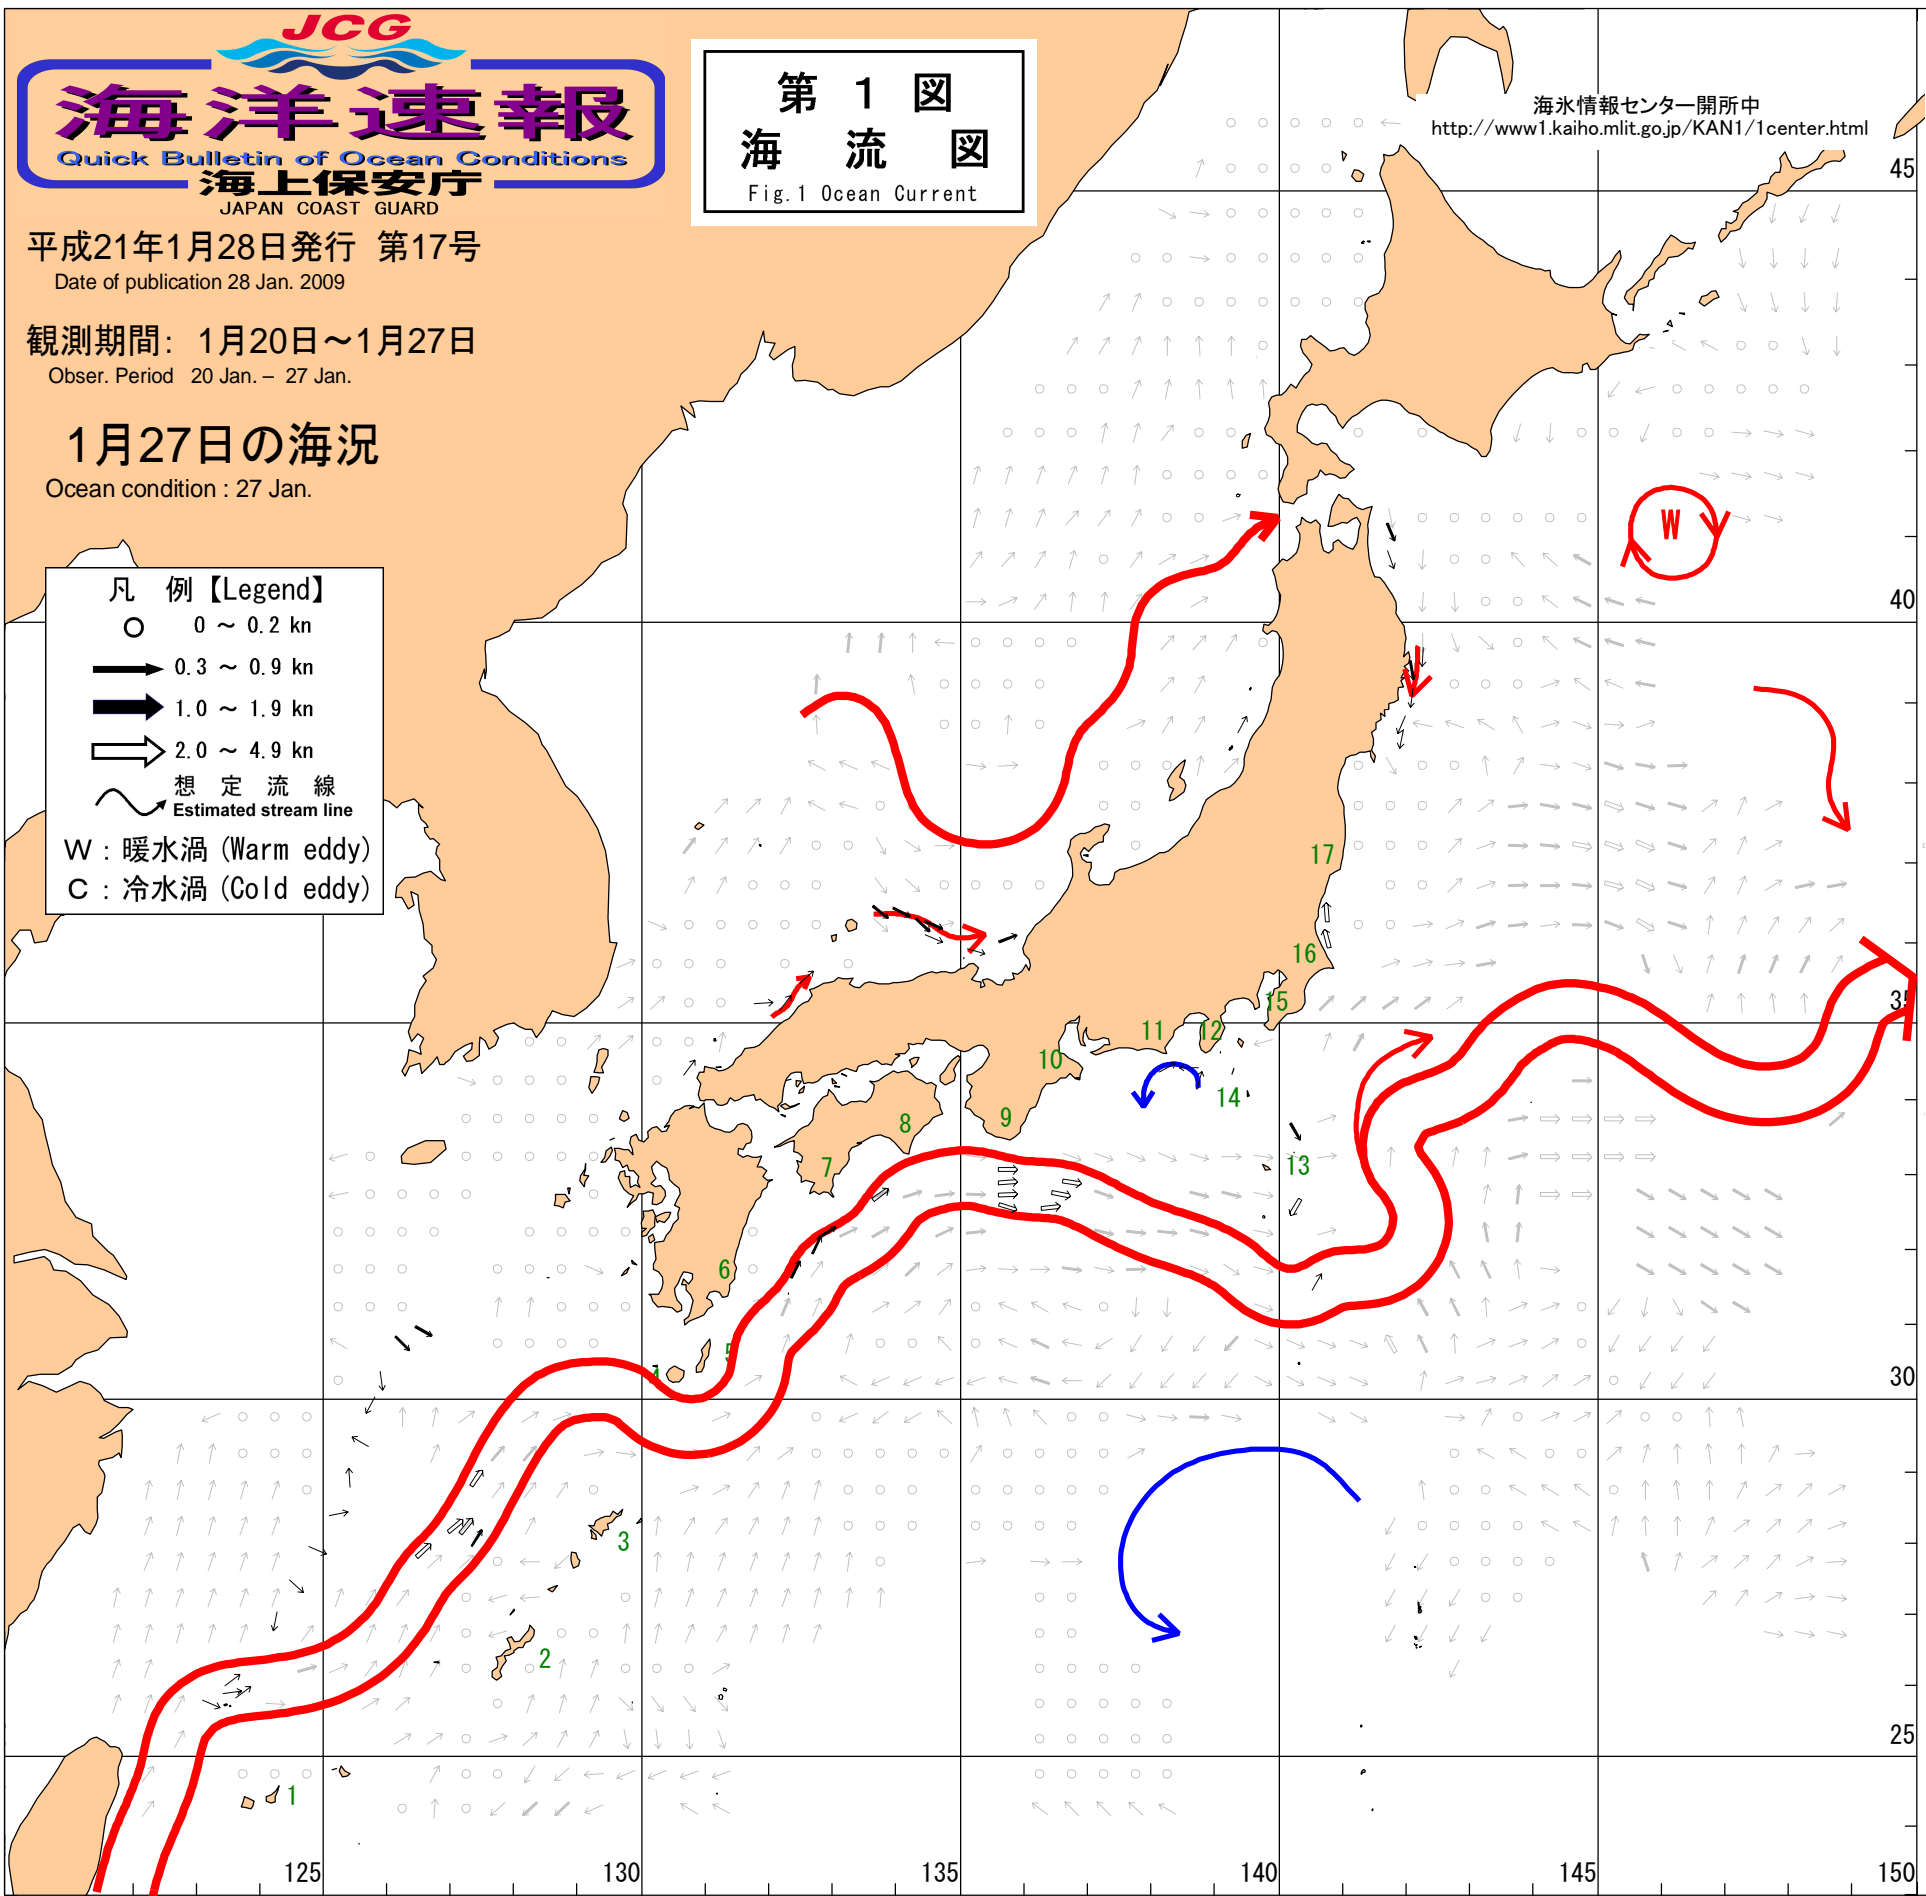 JCG
海洋速報
Quick Bulletin of Ocean Conditions
海上保安庁
JAPAN COAST GUARD
平成21年1月28日発行 第17号
Date of publication 28 Jan. 2009
観測期間: 1月20日～1月27日
Obser. Period 20 Jan. – 27 Jan.
1月27日の海況
Ocean condition : 27 Jan.
第 1 図
海 流 図
Fig.1 Ocean Current
海氷情報センター開所中
http://www1.kaiho.mlit.go.jp/KAN1/1center.html
凡 例【Legend】
0 ～ 0.2 kn
0.3 ～ 0.9 kn
1.0 ～ 1.9 kn
2.0 ～ 4.9 kn
想 定 流 線
Estimated stream line
W : 暖水渦 (Warm eddy)
C : 冷水渦 (Cold eddy)
45
W
40
17
16
35
15
12
11
10
14
9
8
7
13
6
5
4
30
3
2
25
1
125
130
135
140
145
150